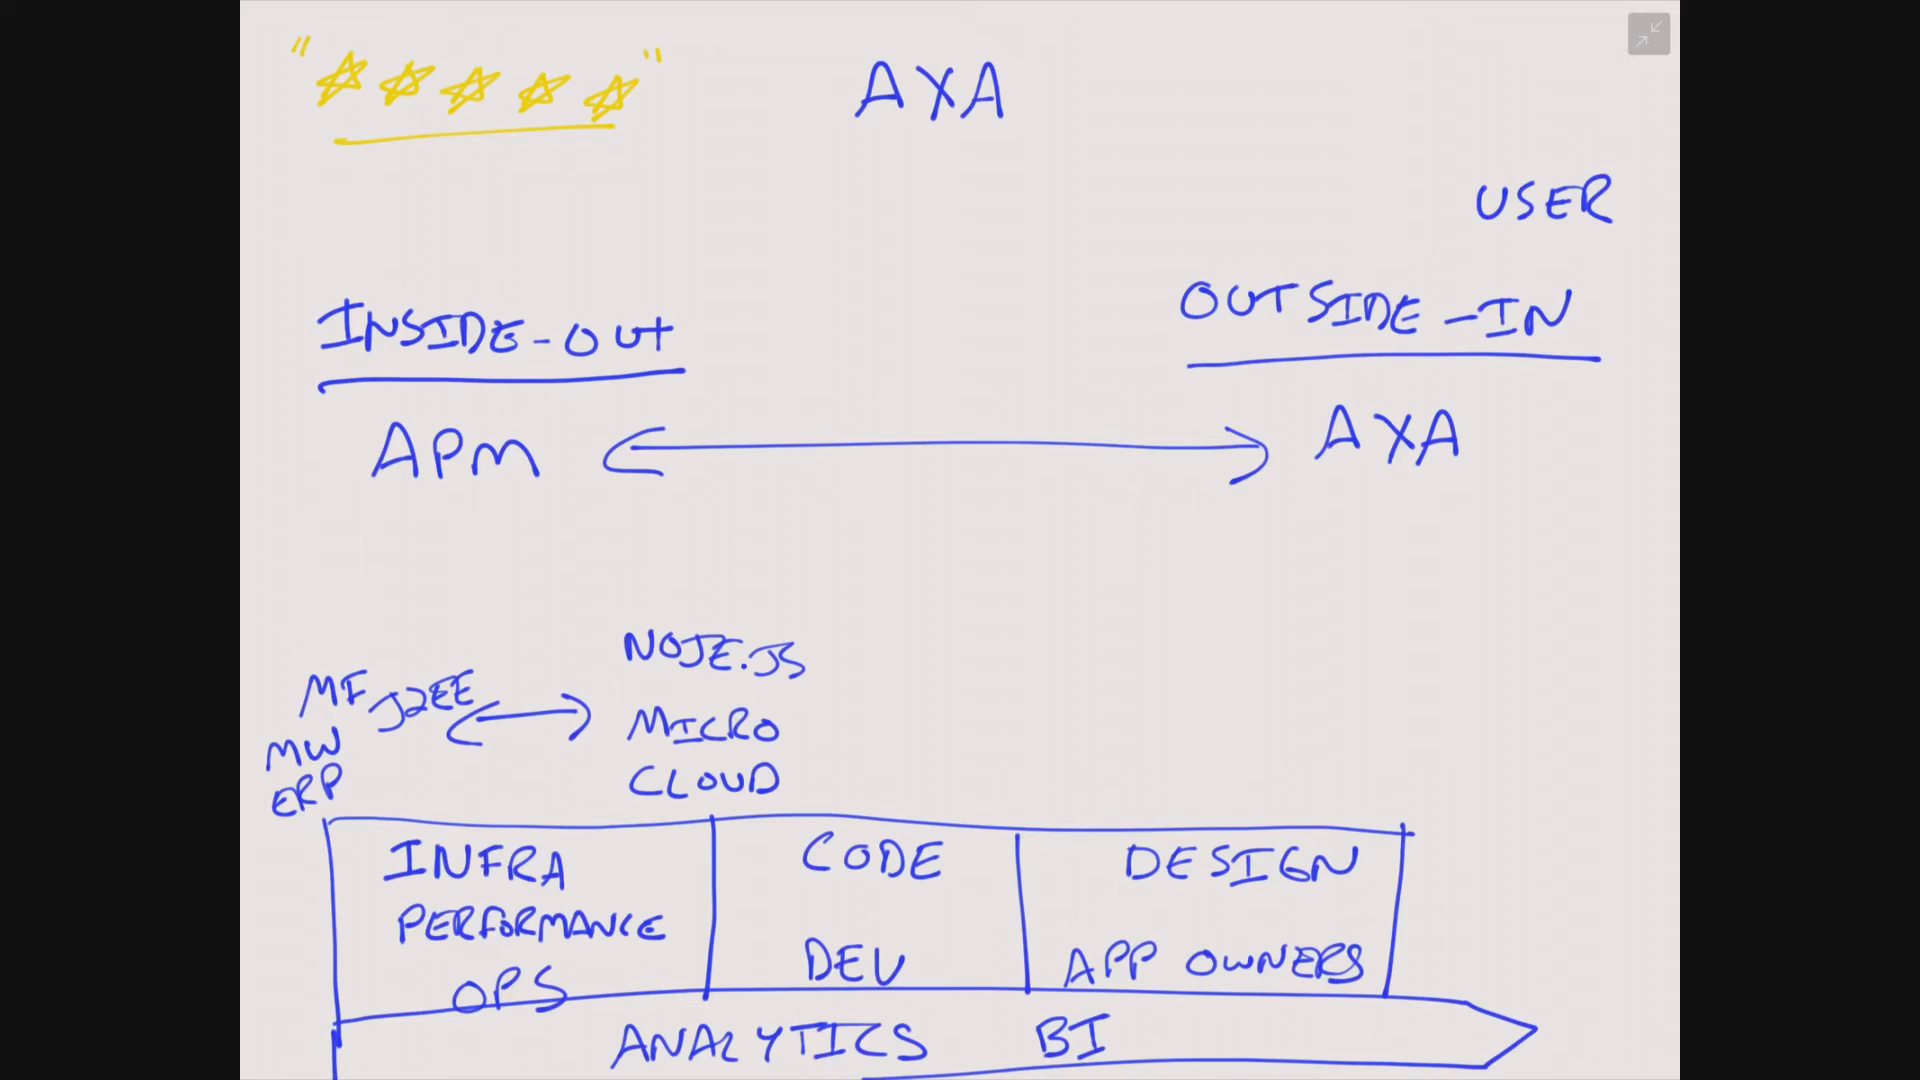 "☆☆☆☆☆"
AXA
USER
INSIDE-OUT
OUTSIDE-IN
APM
AXA
NODE.JS
MF J2EE
MICRO
MW
CLOUD
ERP
INFRA
CODE
DESIGN
PERFORMANCE
DEV
APP OWNERS
OPS
ANALYTICS BI